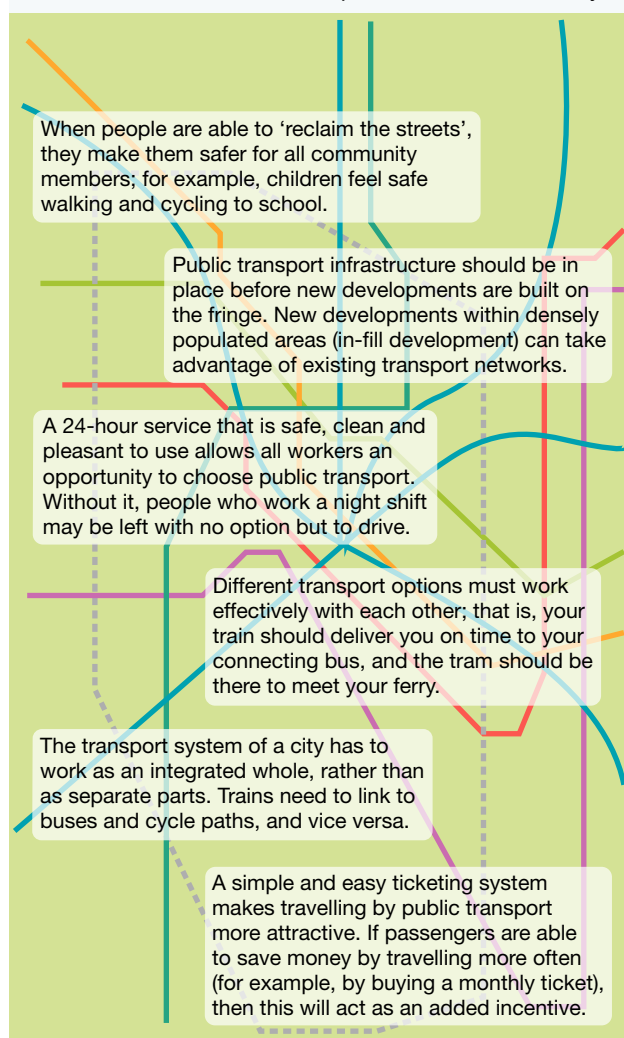 When people are able to ‘reclaim the streets’,
they make them safer for all community
members; for example, children feel safe
walking and cycling to school.
Public transport infrastructure should be in
place before new developments are built on
the fringe. New developments within densely
populated areas (in-fill development) can take
advantage of existing transport networks.
A 24-hour service that is safe, clean and
pleasant to use allows all workers an
opportunity to choose public transport.
Without it, people who work a night shift
may be left with no option but to drive.
Different transport options must work
effectively with each other; that is, your
train should deliver you on time to your
connecting bus, and the tram should be
there to meet your ferry.
The transport system of a city has to
work as an integrated whole, rather than
as separate parts. Trains need to link to
buses and cycle paths, and vice versa.
A simple and easy ticketing system
makes travelling by public transport
more attractive. If passengers are able
to save money by travelling more often
(for example, by buying a monthly ticket),
then this will act as an added incentive.